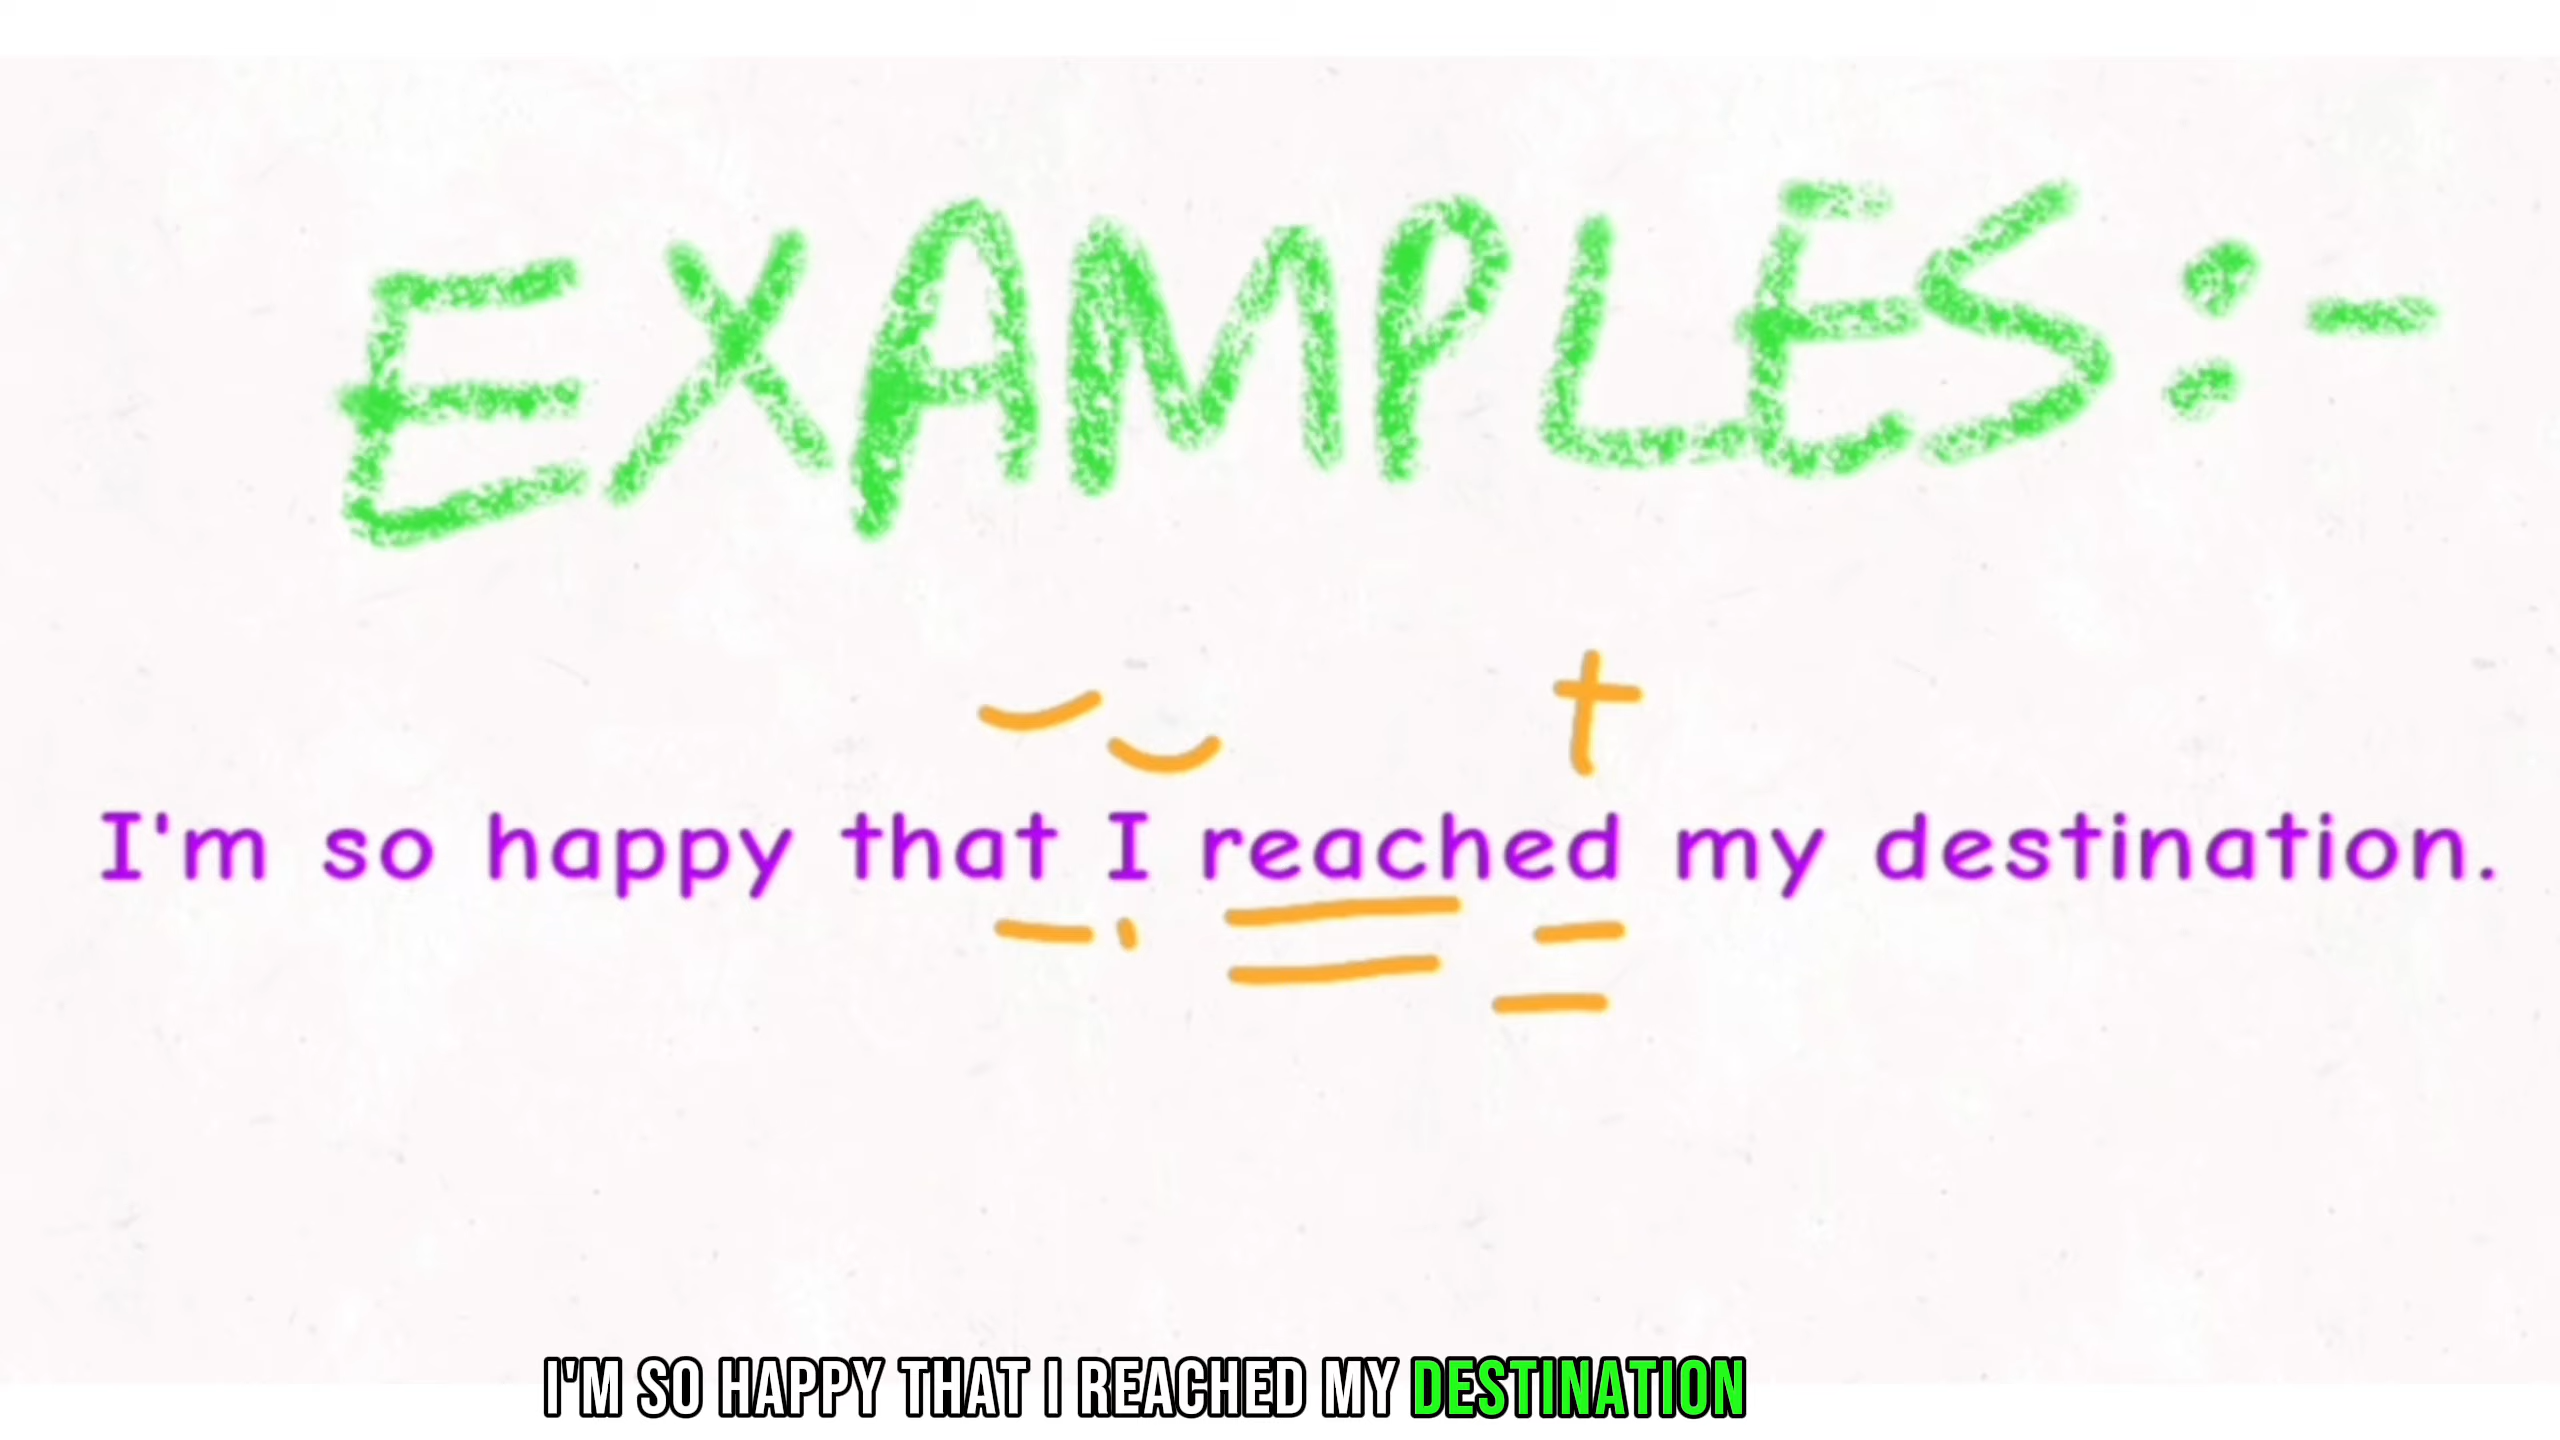 EXAMPLES:-
t
I'm so happy that I reached my destination.
I'M SO HAPPY THAT I REACHED MY DESTINATION